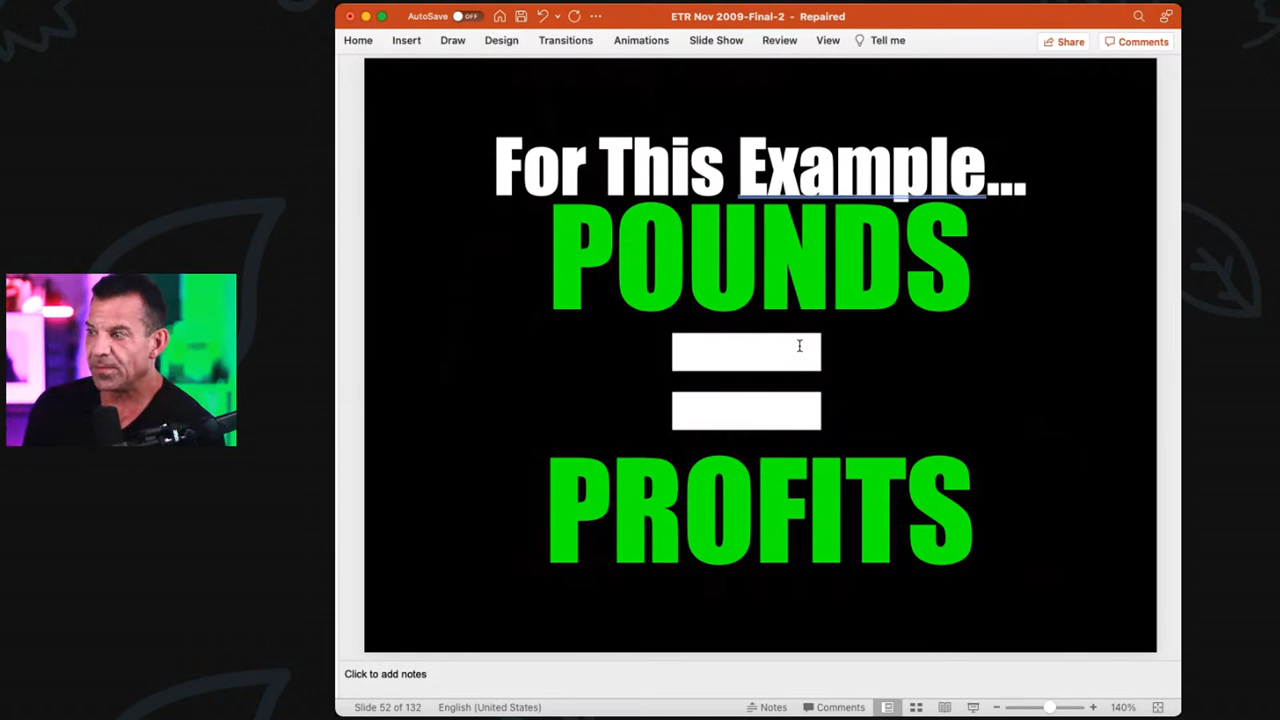 AutoSave OFF ETR Nov 2009-Final-2 - Repaired
Home Insert Draw Design Transitions Animations Slide Show Review View Tell me Share Comments
For This Example...
POUNDS
=
PROFITS
Click to add notes
Slide 52 of 132 English (United States) Notes Comments 140%